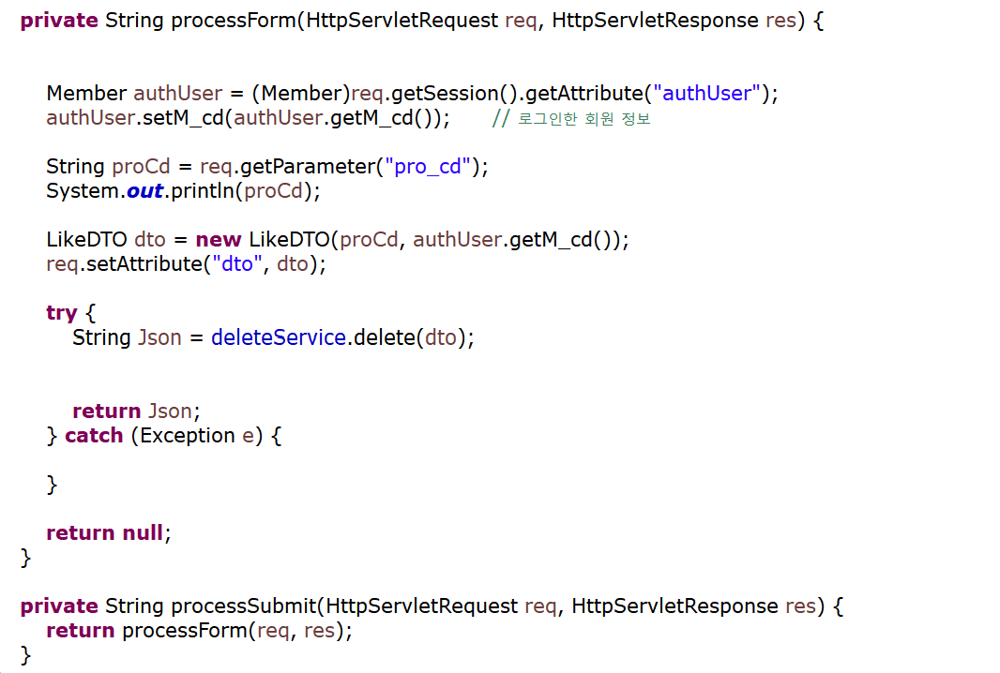 private String processForm(HttpServletRequest req, HttpServletResponse res) {
Member authUser = (Member)req.getSession().getAttribute("authUser");
authUser.setM_cd(authUser.getM_cd());    // 로그인한 회원 정보
String proCd = req.getParameter("pro_cd");
System.out.println(proCd);
LikeDTO dto = new LikeDTO(proCd, authUser.getM_cd());
req.setAttribute("dto", dto);
try {
String Json = deleteService.delete(dto);
return Json;
} catch (Exception e) {
}
return null;
}
private String processSubmit(HttpServletRequest req, HttpServletResponse res) {
return processForm(req, res);
}